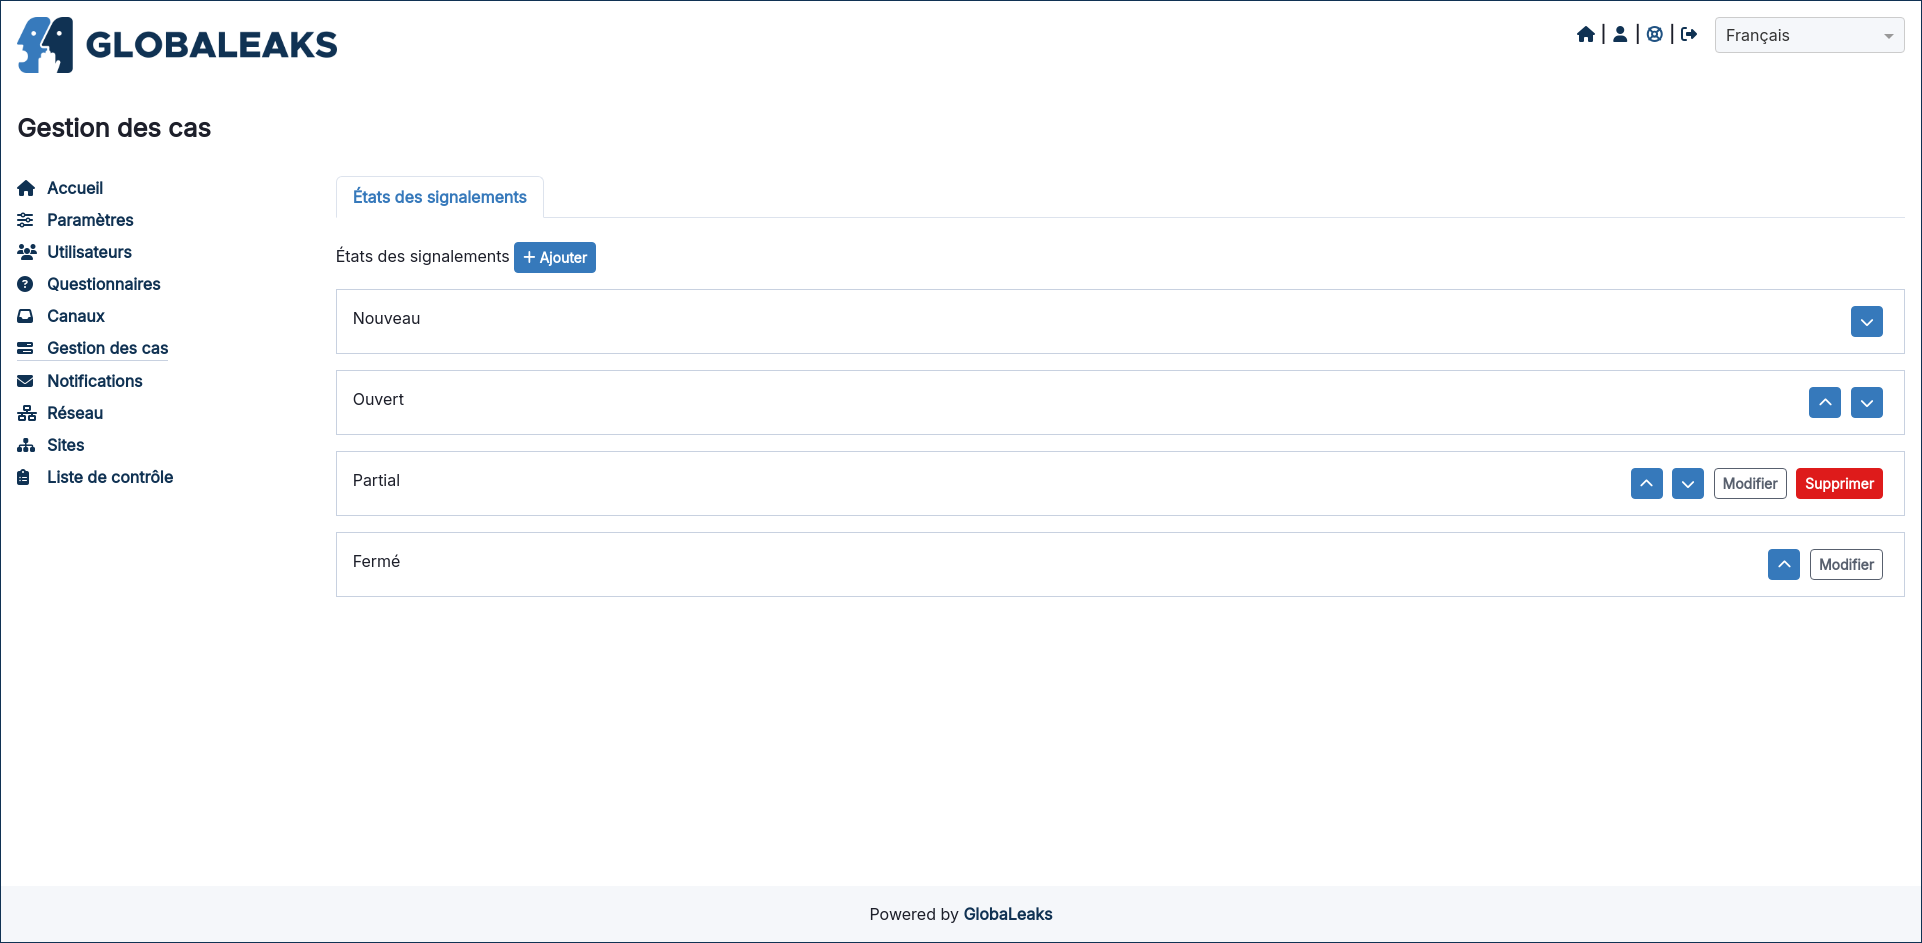 GLOBALEAKS
Français
Gestion des cas
Accueil
Paramètres
Utilisateurs
Questionnaires
Canaux
Gestion des cas
Notifications
Réseau
Sites
Liste de contrôle
États des signalements
États des signalements + Ajouter
Nouveau
Ouvert
Partial Modifier Supprimer
Fermé Modifier
Powered by GlobaLeaks